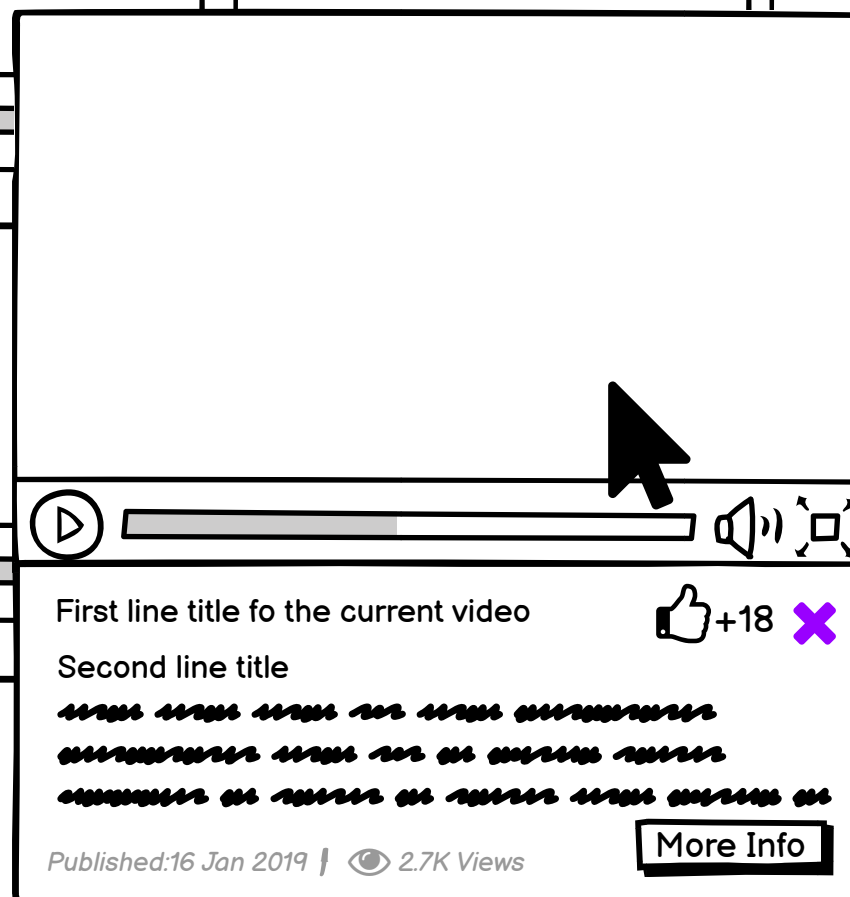 First line title fo the current video
+18
Second line title
More Info
Published:16 Jan 2019 | 2.7K Views